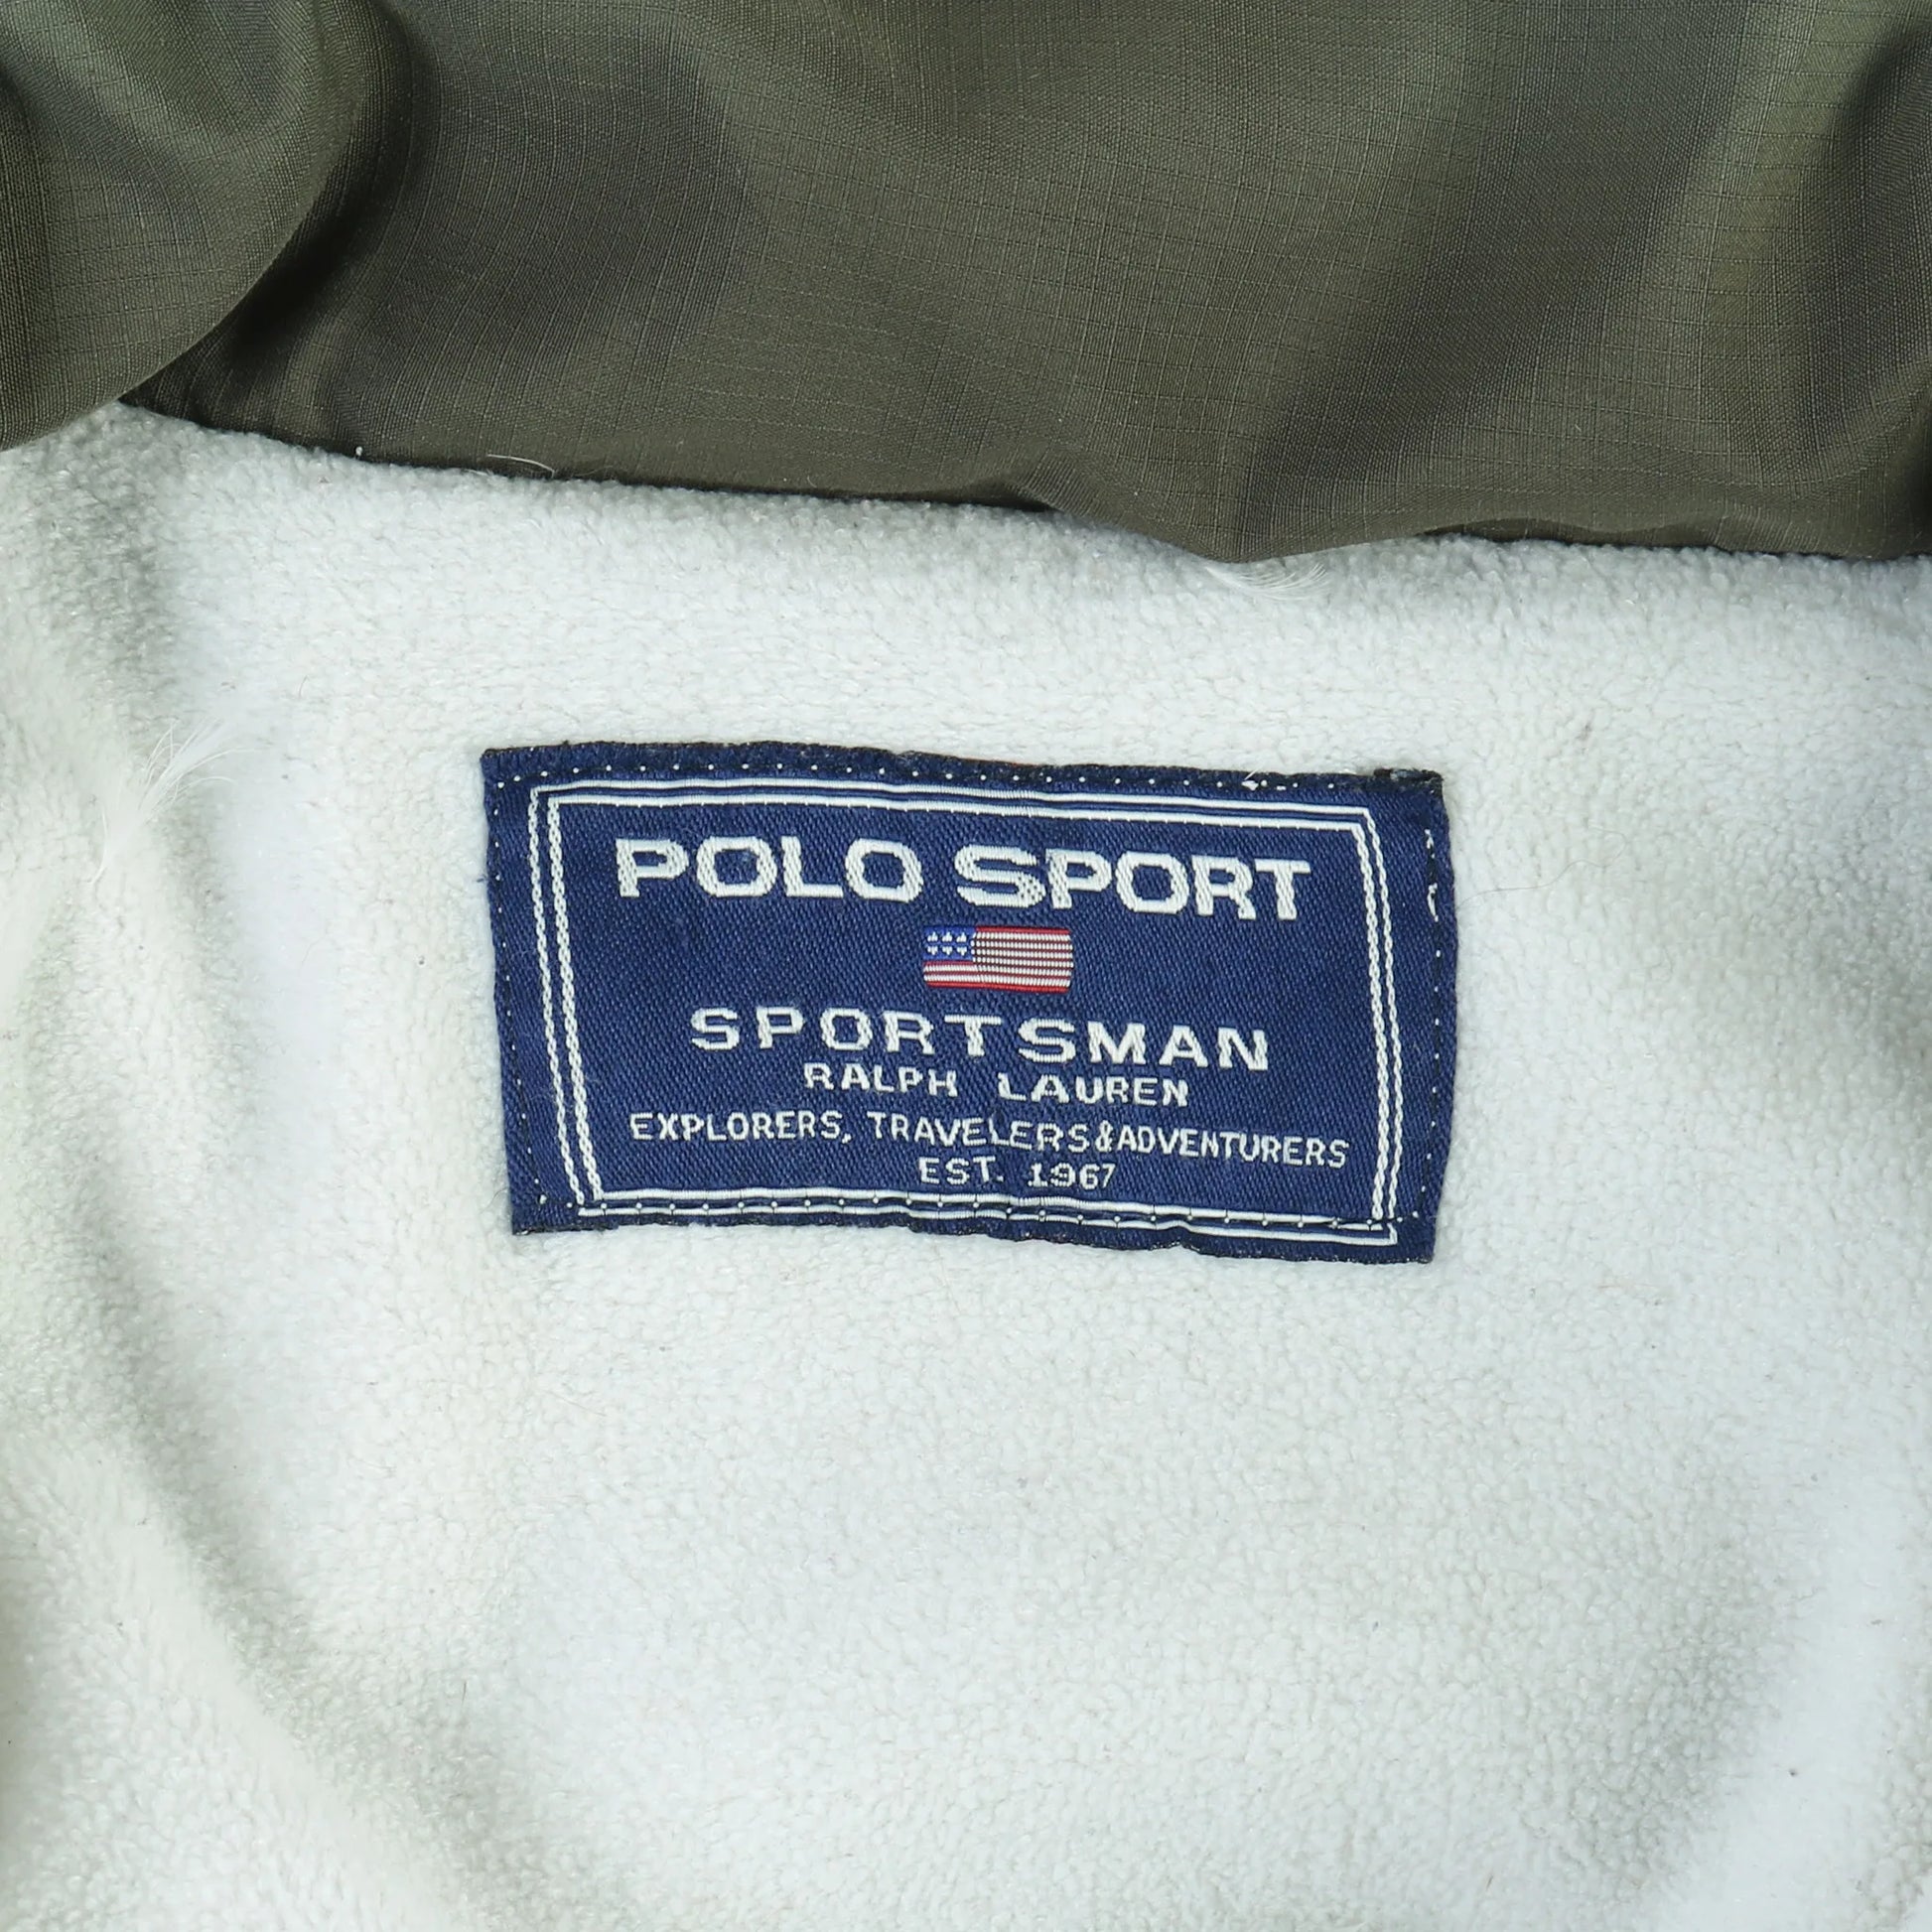 POLO SPORT
SPORTSMAN
RALPH LAUREN
EXPLORERS, TRAVELERS&ADVENTURERS
EST. 1967